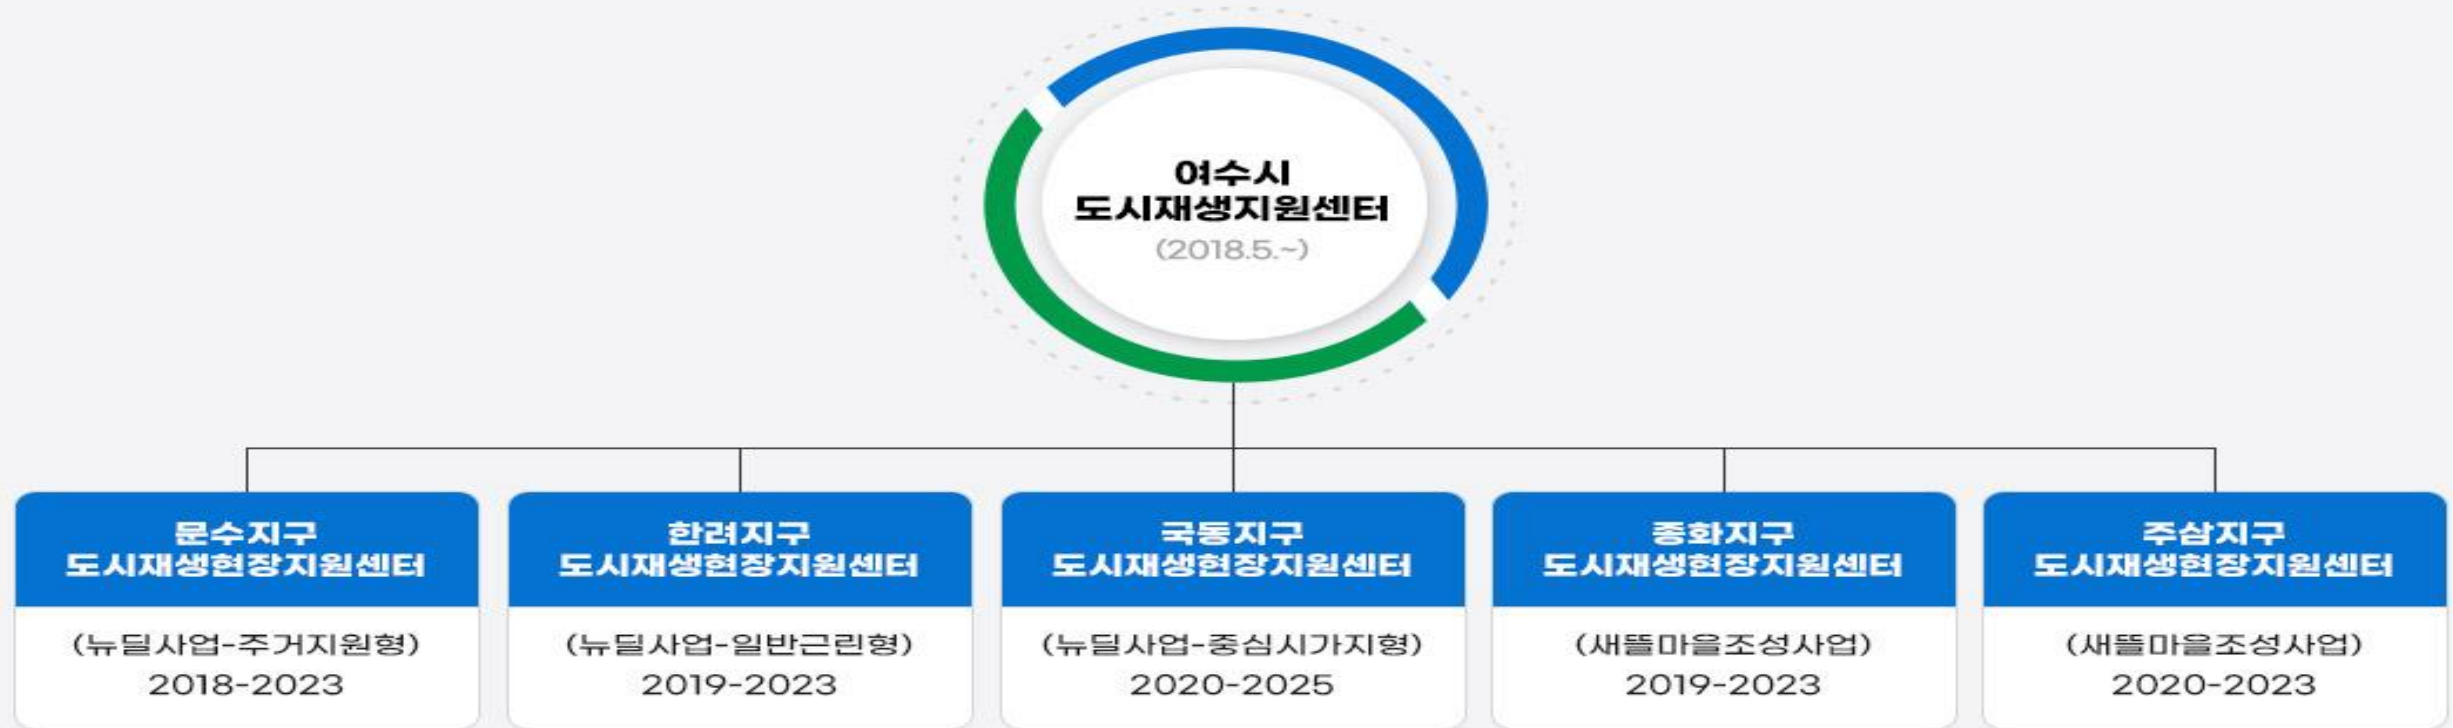 여수시
도시재생지원센터
(2018.5.~)
문수지구
도시재생현장지원센터
(뉴딜사업-주거지원형)
2018-2023
한려지구
도시재생현장지원센터
(뉴딜사업-일반근린형)
2019-2023
국동지구
도시재생현장지원센터
(뉴딜사업-중심시가지형)
2020-2025
종화지구
도시재생현장지원센터
(새뜰마을조성사업)
2019-2023
주삼지구
도시재생현장지원센터
(새뜰마을조성사업)
2020-2023